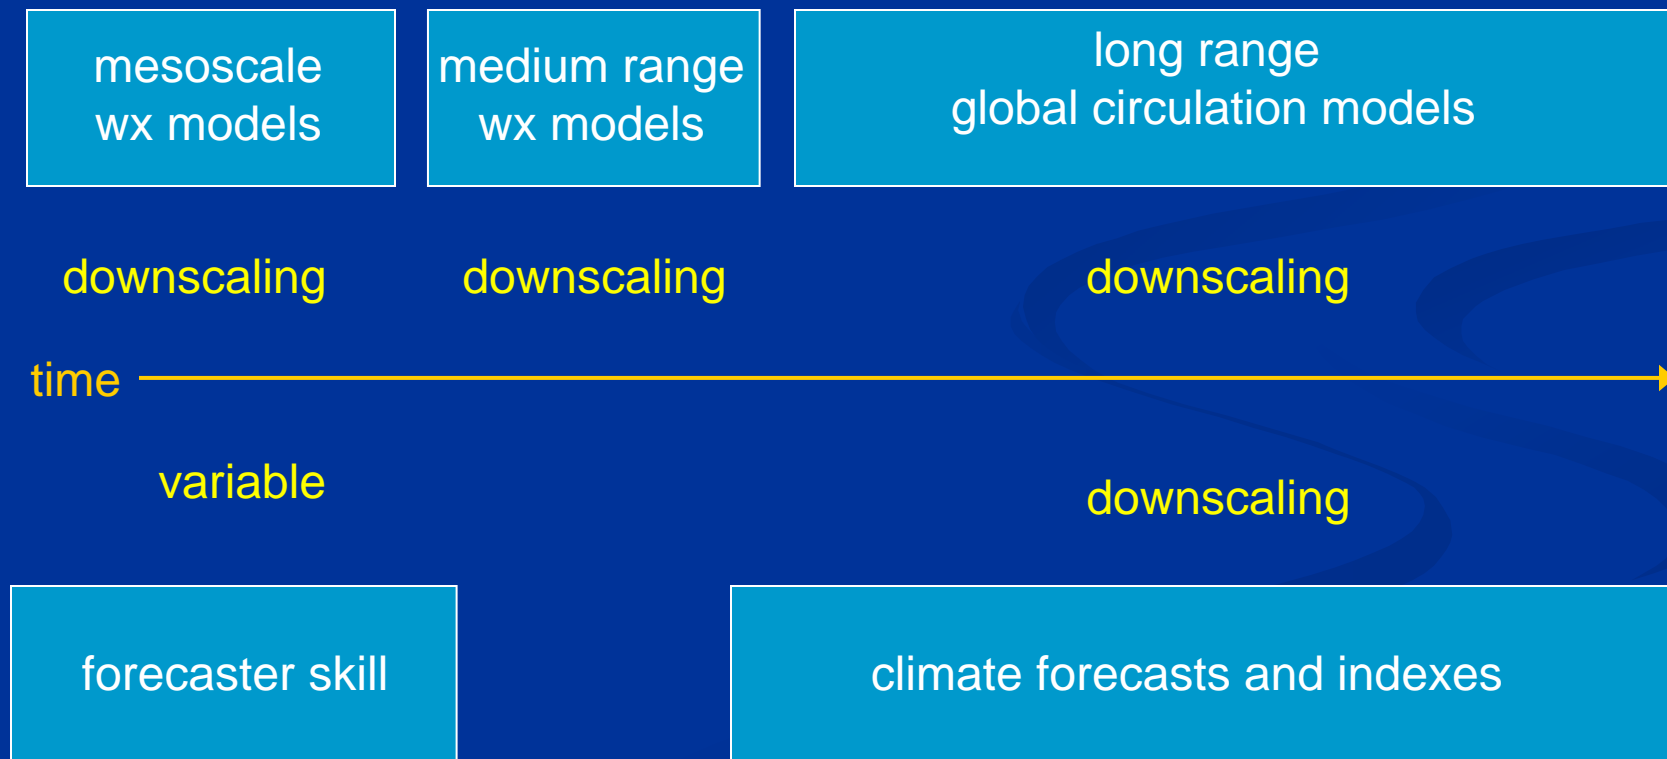 mesoscale
wx models
medium range
wx models
long range
global circulation models
downscaling
downscaling
downscaling
time
variable
downscaling
forecaster skill
climate forecasts and indexes